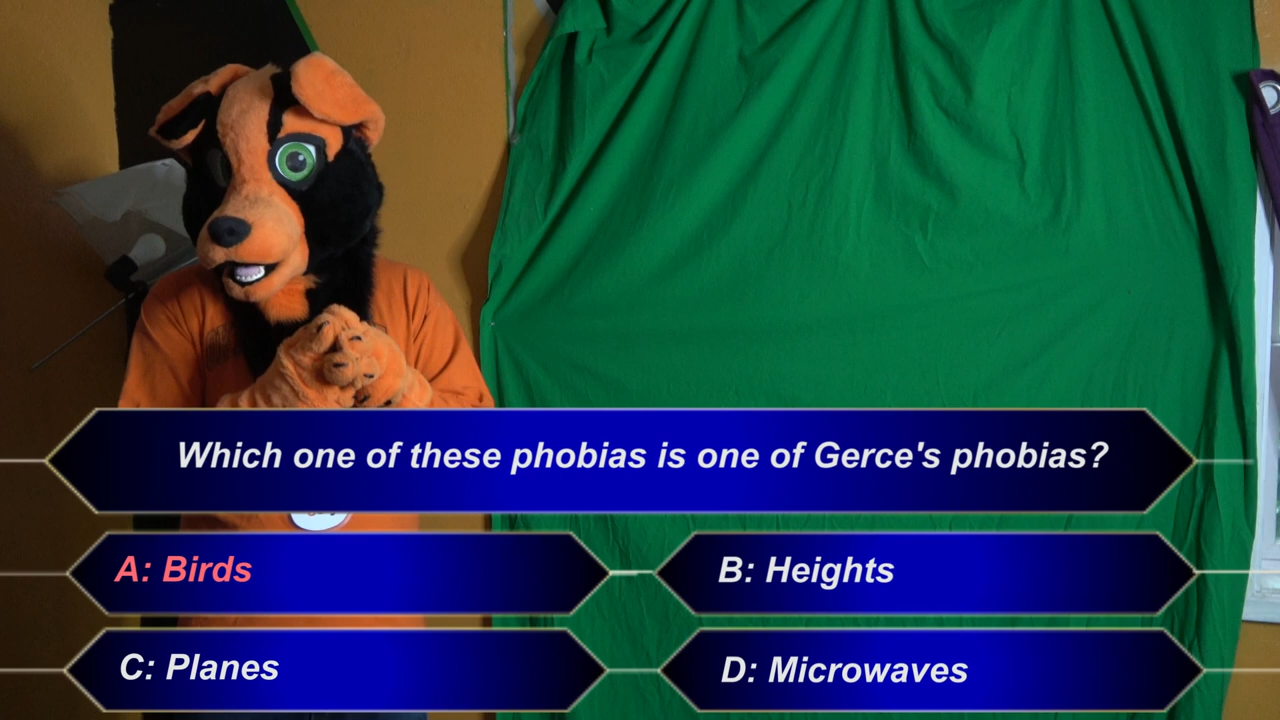 Which one of these phobias is one of Gerce's phobias?
A: Birds
B: Heights
C: Planes
D: Microwaves